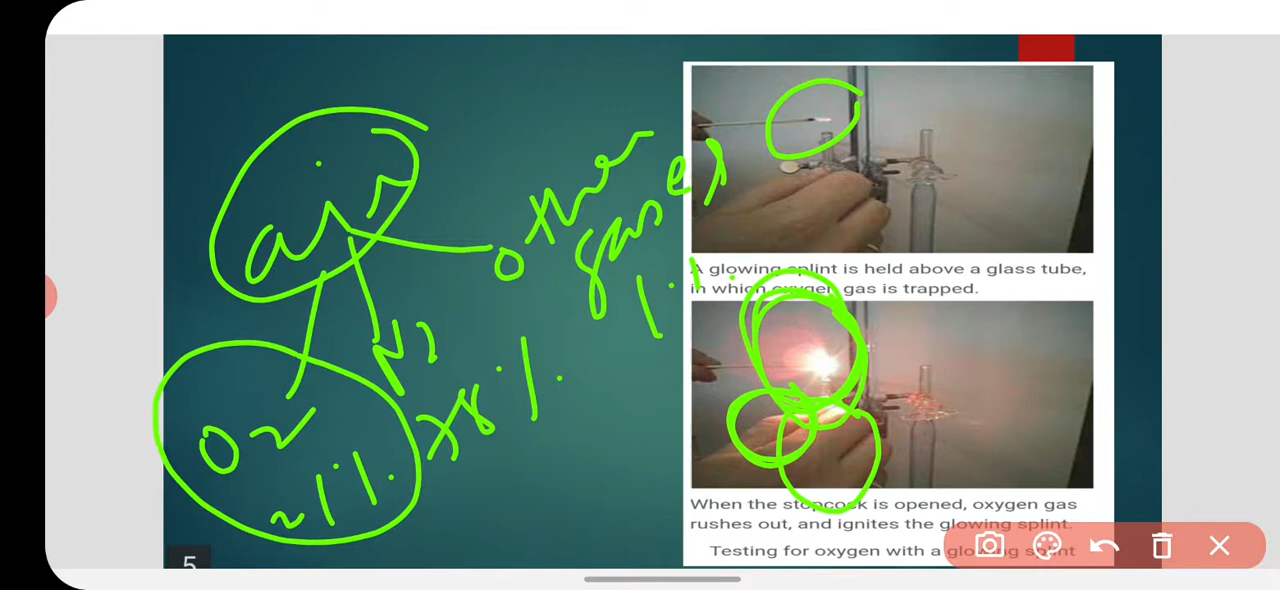 air
other
gases
1.1.
O2
21%.
N2
78%.
A glowing splint is held above a glass tube,
in which oxygen gas is trapped.
When the stopcock is opened, oxygen gas
rushes out, and ignites the glowing splint.
Testing for oxygen with a glowing splint
5